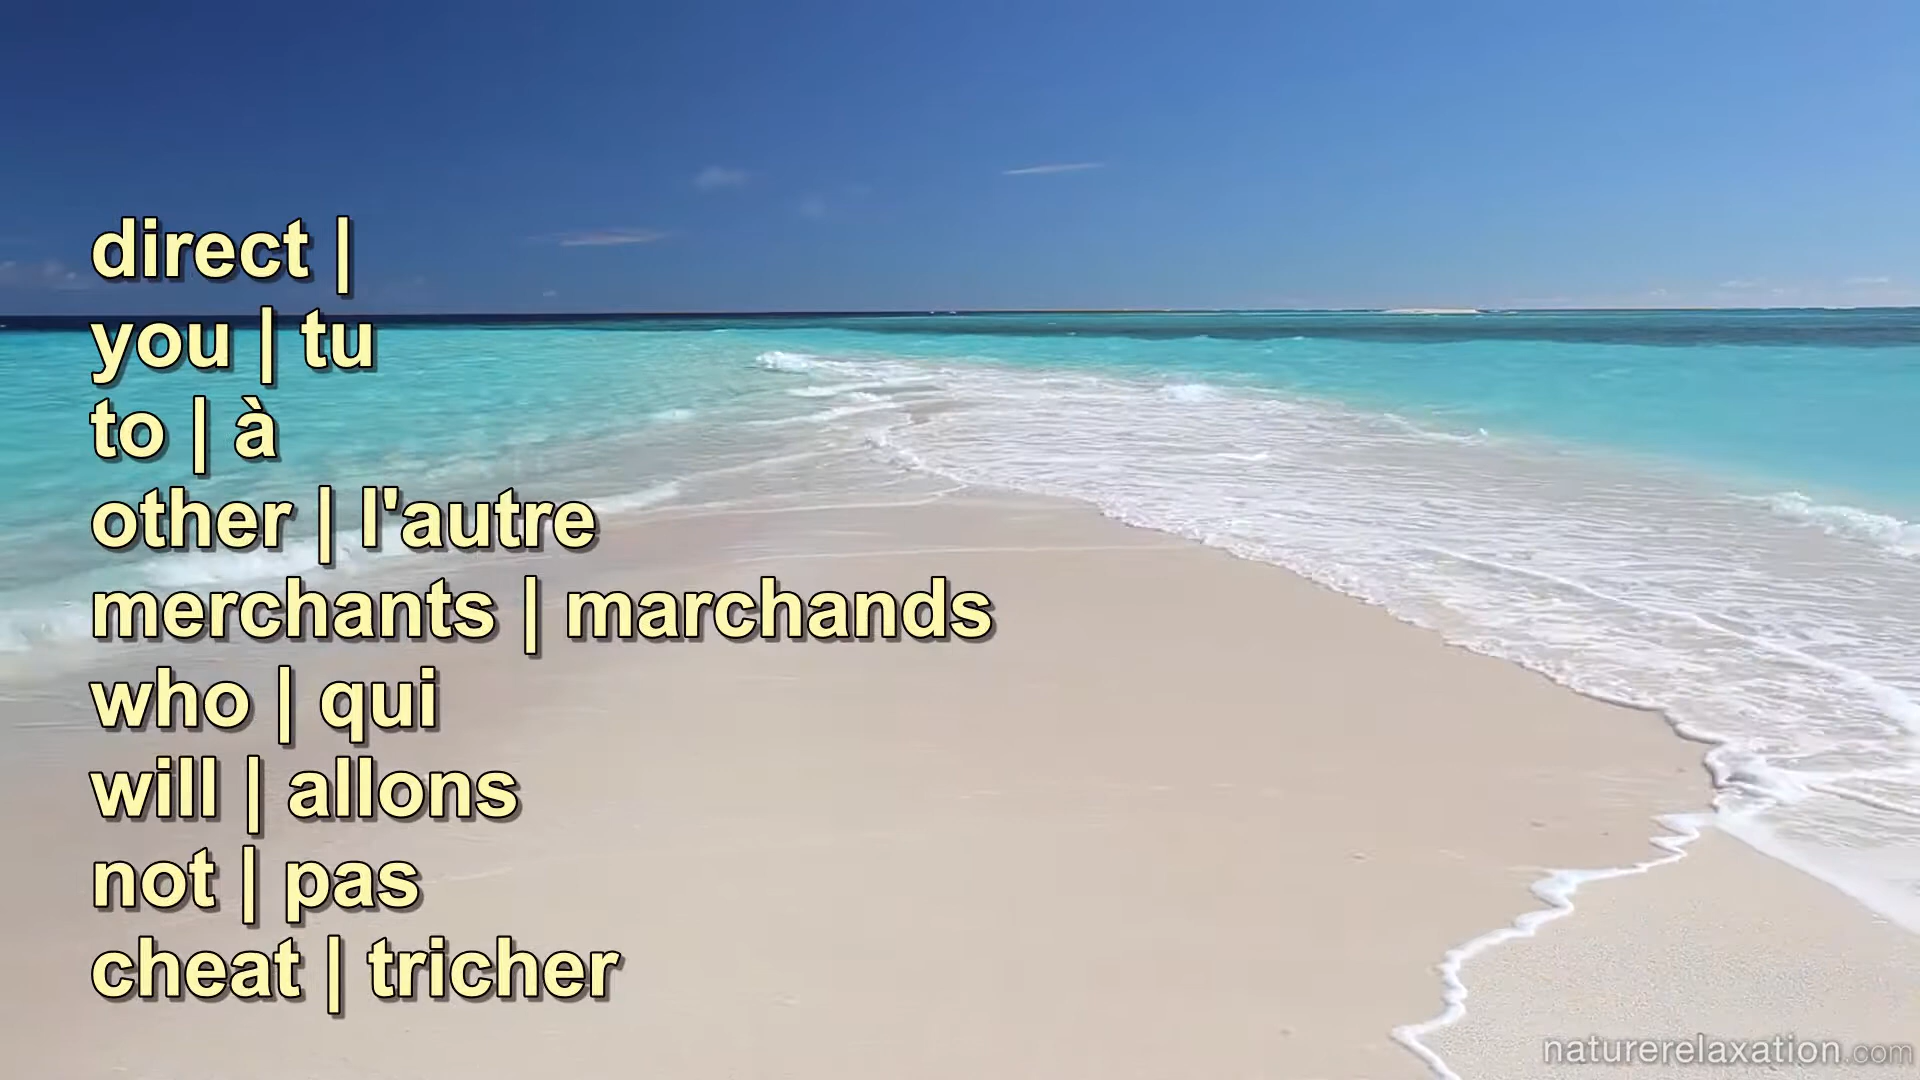 direct |
you | tu
to | à
other | l'autre
merchants | marchands
who | qui
will | allons
not | pas
cheat | tricher
naturerelaxation.com